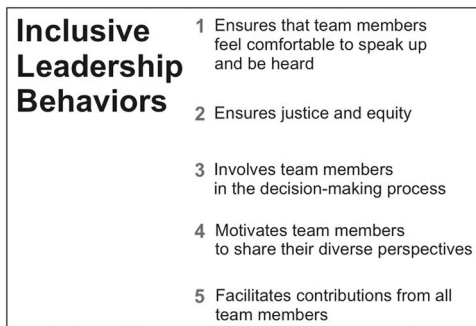 Inclusive
Leadership
Behaviors
1 Ensures that team members
feel comfortable to speak up
and be heard
2 Ensures justice and equity
3 Involves team members
in the decision-making process
4 Motivates team members
to share their diverse perspectives
5 Facilitates contributions from all
team members